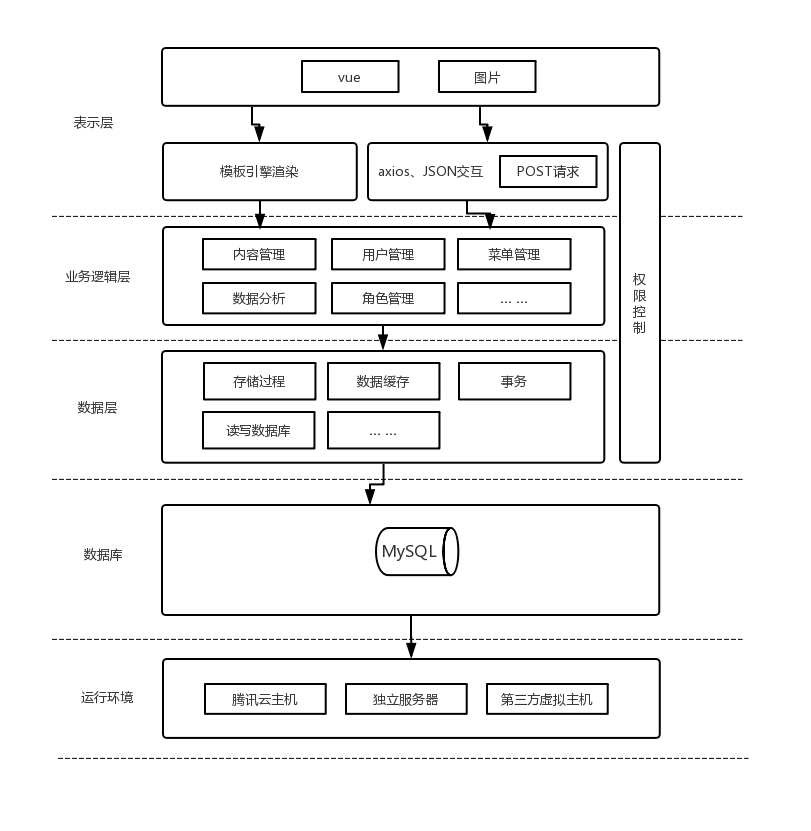 vue
图片
表示层
模板引擎渲染
axios、JSON交互
POST请求
内容管理
用户管理
菜单管理
业务逻辑层
数据分析
角色管理
... ...
权
限
控
制
存储过程
数据缓存
事务
数据层
读写数据库
... ...
MySQL
数据库
运行环境
腾讯云主机
独立服务器
第三方虚拟主机